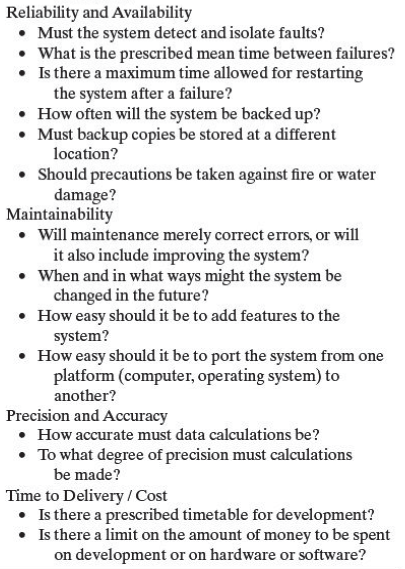 Reliability and Availability
• Must the system detect and isolate faults?
• What is the prescribed mean time between failures?
• Is there a maximum time allowed for restarting
the system after a failure?
• How often will the system be backed up?
• Must backup copies be stored at a different
location?
• Should precautions be taken against fire or water
damage?
Maintainability
• Will maintenance merely correct errors, or will
it also include improving the system?
• When and in what ways might the system be
changed in the future?
• How easy should it be to add features to the
system?
• How easy should it be to port the system from one
platform (computer, operating system) to
another?
Precision and Accuracy
• How accurate must data calculations be?
• To what degree of precision must calculations
be made?
Time to Delivery / Cost
• Is there a prescribed timetable for development?
• Is there a limit on the amount of money to be spent
on development or on hardware or software?